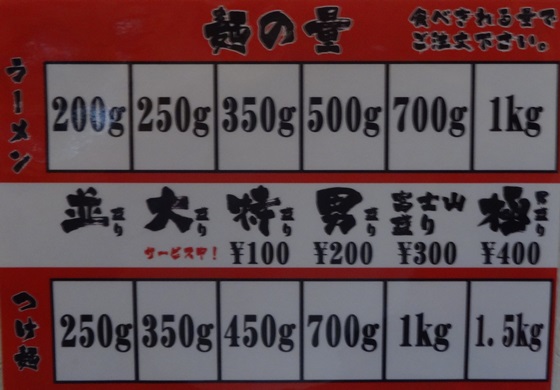 麺の量
食べきれる量で
ご注文下さい。
ラーメン
200g 250g 350g 500g 700g 1kg
並盛り 大盛り 特盛り 男盛り 富士山盛り 極盛り
サービス中! ¥100 ¥200 ¥300 ¥400
つけ麺
250g 350g 450g 700g 1kg 1.5kg